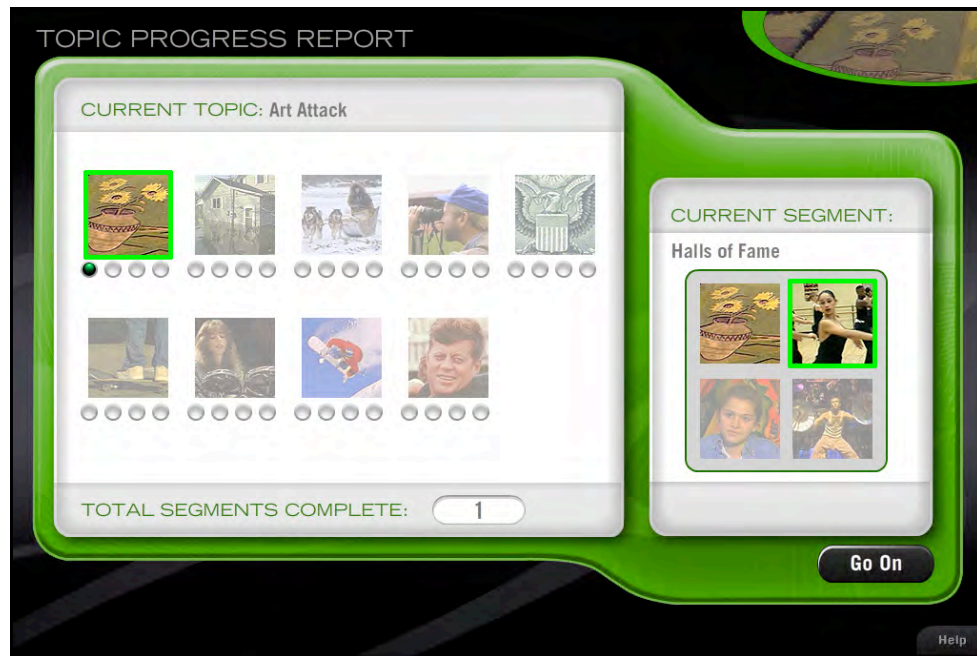 TOPIC PROGRESS REPORT
CURRENT TOPIC: Art Attack
CURRENT SEGMENT:
Halls of Fame
TOTAL SEGMENTS COMPLETE: 1
Go On
Help